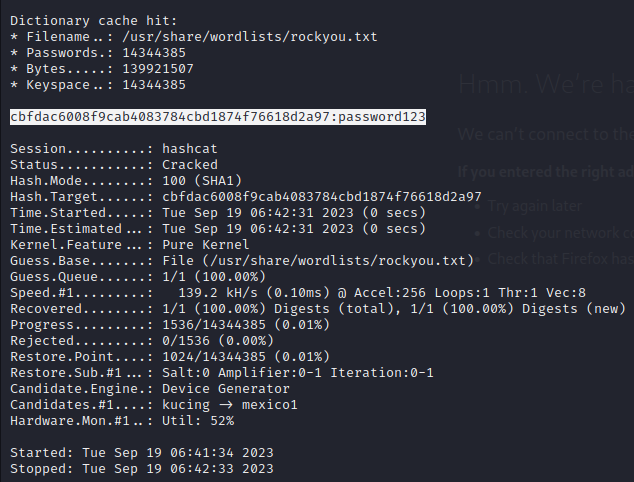 Dictionary cache hit:
* Filename..: /usr/share/wordlists/rockyou.txt
* Passwords.: 14344385
* Bytes.....: 139921507
* Keyspace..: 14344385
cbfdac6008f9cab4083784cbd1874f76618d2a97:password123
Session..........: hashcat
Status...........: Cracked
Hash.Mode........: 100 (SHA1)
Hash.Target......: cbfdac6008f9cab4083784cbd1874f76618d2a97
Time.Started.....: Tue Sep 19 06:42:31 2023 (0 secs)
Time.Estimated...: Tue Sep 19 06:42:31 2023 (0 secs)
Kernel.Feature...: Pure Kernel
Guess.Base.......: File (/usr/share/wordlists/rockyou.txt)
Guess.Queue......: 1/1 (100.00%)
Speed.#1.........:   139.2 kH/s (0.10ms) @ Accel:256 Loops:1 Thr:1 Vec:8
Recovered........: 1/1 (100.00%) Digests (total), 1/1 (100.00%) Digests (new)
Progress.........: 1536/14344385 (0.01%)
Rejected.........: 0/1536 (0.00%)
Restore.Point....: 1024/14344385 (0.01%)
Restore.Sub.#1...: Salt:0 Amplifier:0-1 Iteration:0-1
Candidate.Engine.: Device Generator
Candidates.#1....: kucing -> mexico1
Hardware.Mon.#1..: Util: 52%
Started: Tue Sep 19 06:41:34 2023
Stopped: Tue Sep 19 06:42:33 2023
Hmm. We're ha
We can't connect to the
If you entered the right ad
Try again later
Check your network co
Check that Firefox has